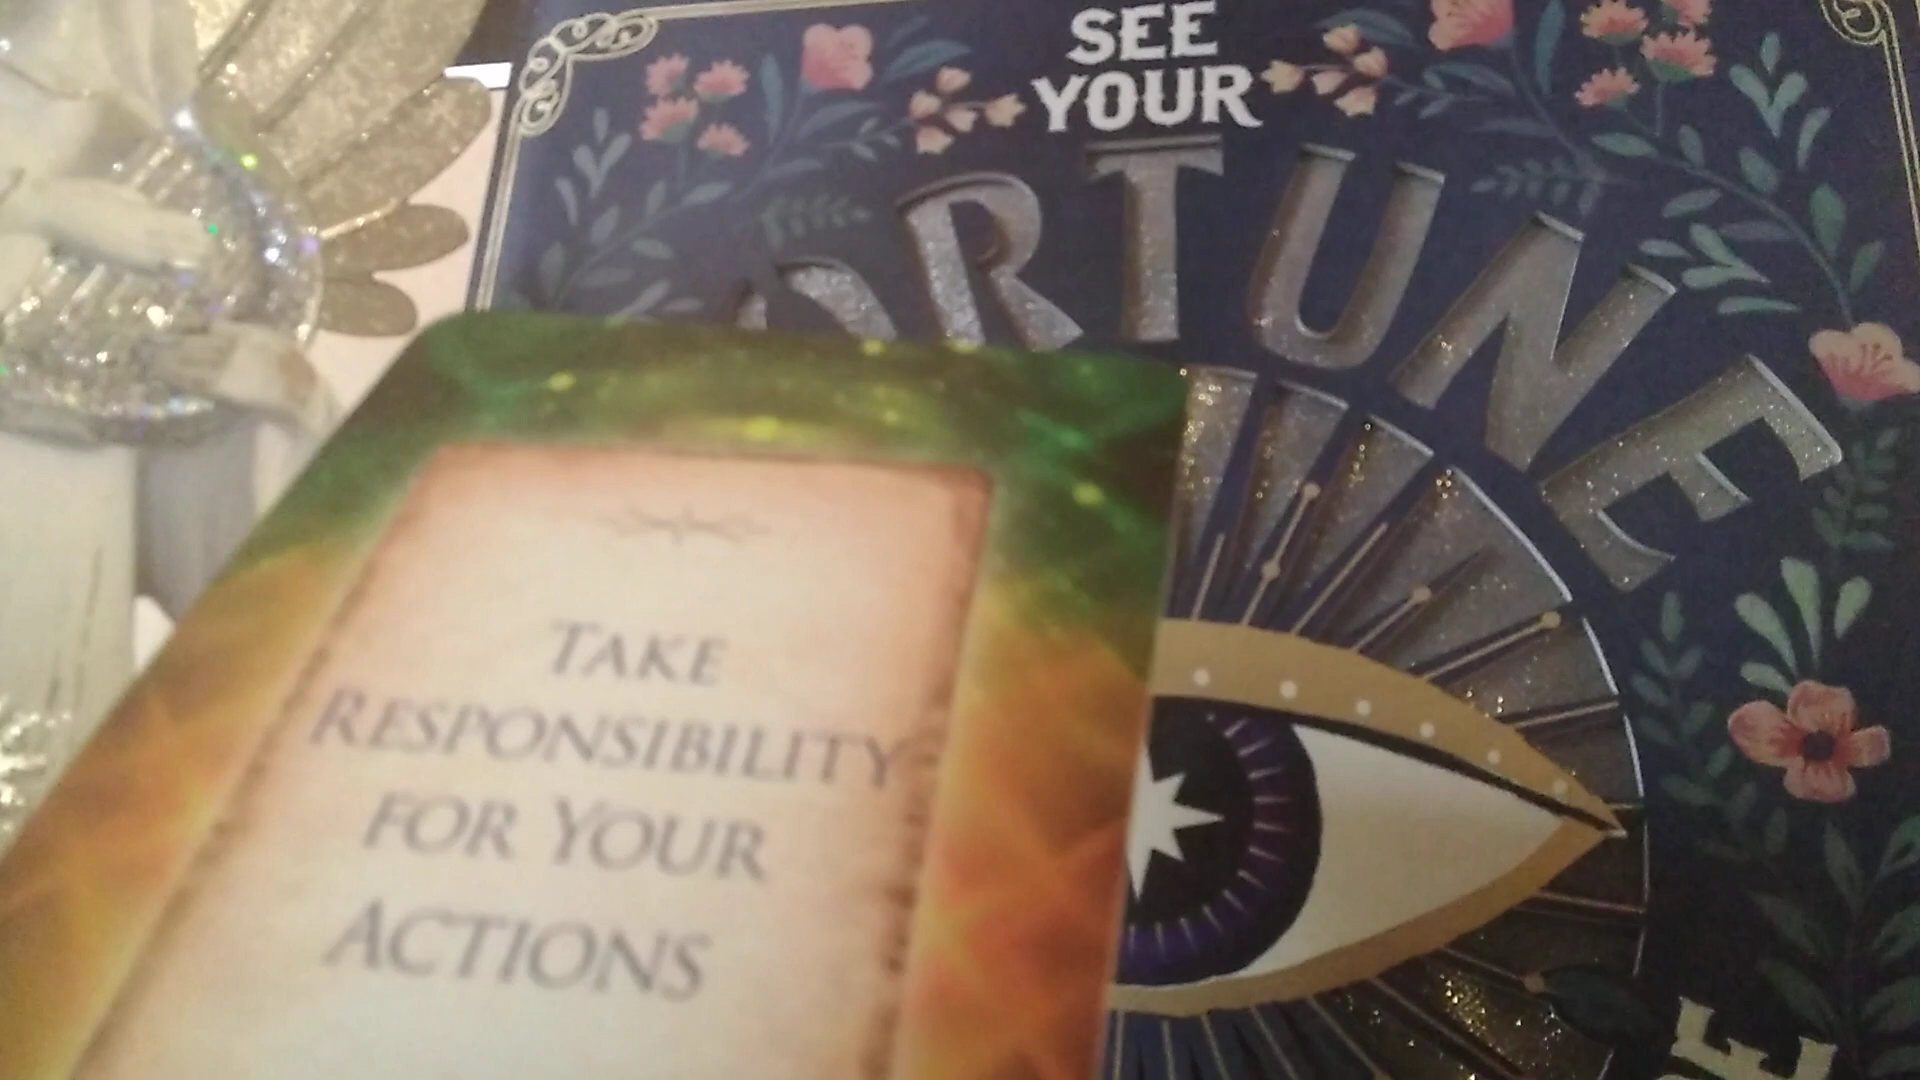 SEE
YOUR
FORTUNE
TAKE
RESPONSIBILITY
FOR YOUR
ACTIONS